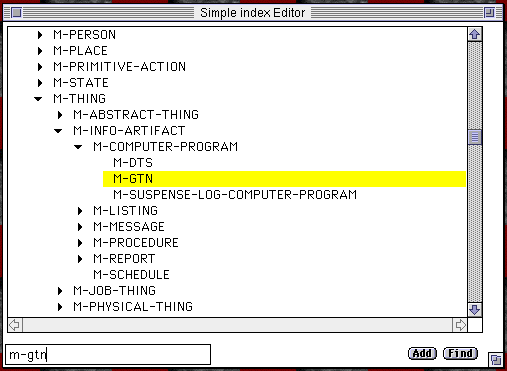 Simple index Editor
M-PERSON
M-PLACE
M-PRIMITIVE-ACTION
M-STATE
M-THING
M-ABSTRACT-THING
M-INFO-ARTIFACT
M-COMPUTER-PROGRAM
M-DTS
M-GTN
M-SUSPENSE-LOG-COMPUTER-PROGRAM
M-LISTING
M-MESSAGE
M-PROCEDURE
M-REPORT
M-SCHEDULE
M-JOB-THING
M-PHYSICAL-THING
m-gtn Add Find